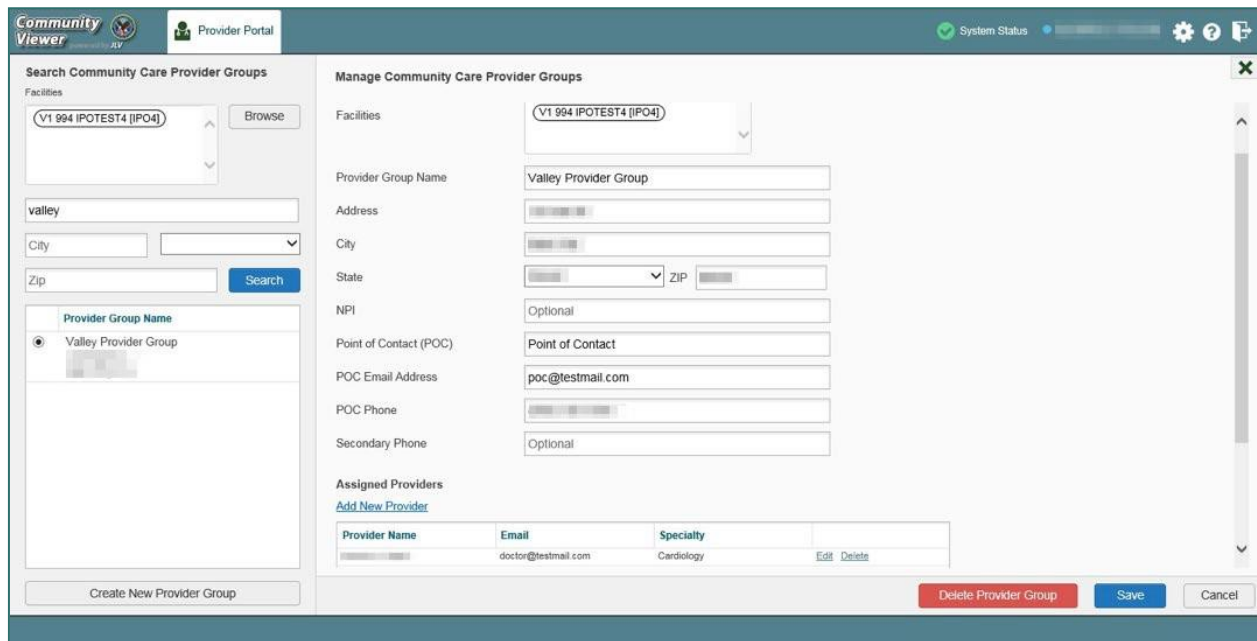 Community
Viewer
powered by JLV
Provider Portal
System Status
Search Community Care Provider Groups
Facilities
V1 994 IPOTEST4 [IPO4]
Browse
valley
City
Zip
Search
Provider Group Name
Valley Provider Group
Create New Provider Group
Manage Community Care Provider Groups
Facilities
V1 994 IPOTEST4 [IPO4]
Provider Group Name
Valley Provider Group
Address
City
State
ZIP
NPI
Optional
Point of Contact (POC)
Point of Contact
POC Email Address
poc@testmail.com
POC Phone
Secondary Phone
Optional
Assigned Providers
Add New Provider
Provider Name Email Specialty
doctor@testmail.com Cardiology Edit Delete
Delete Provider Group
Save
Cancel